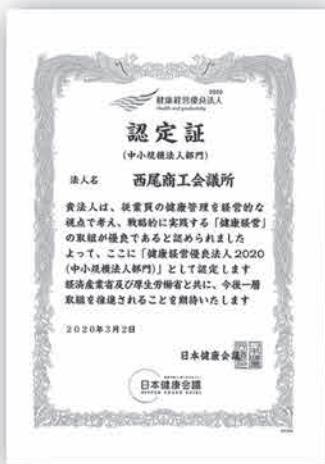 2020
健康経営優良法人
Health and productivity
認定証
(中小規模法人部門)
法人名 西尾商工会議所
貴法人は、従業員の健康管理を経営的な
視点で考え、戦略的に実践する「健康経営」
の取組が優良であると認められました
よって、ここに「健康経営優良法人2020
(中小規模法人部門)」として認定します
経済産業省及び厚生労働省と共に、今後一層
取組を推進されることを期待いたします
2020年3月2日
日本健康会議
日本健康会議
NIPPON KENKO KAIGI